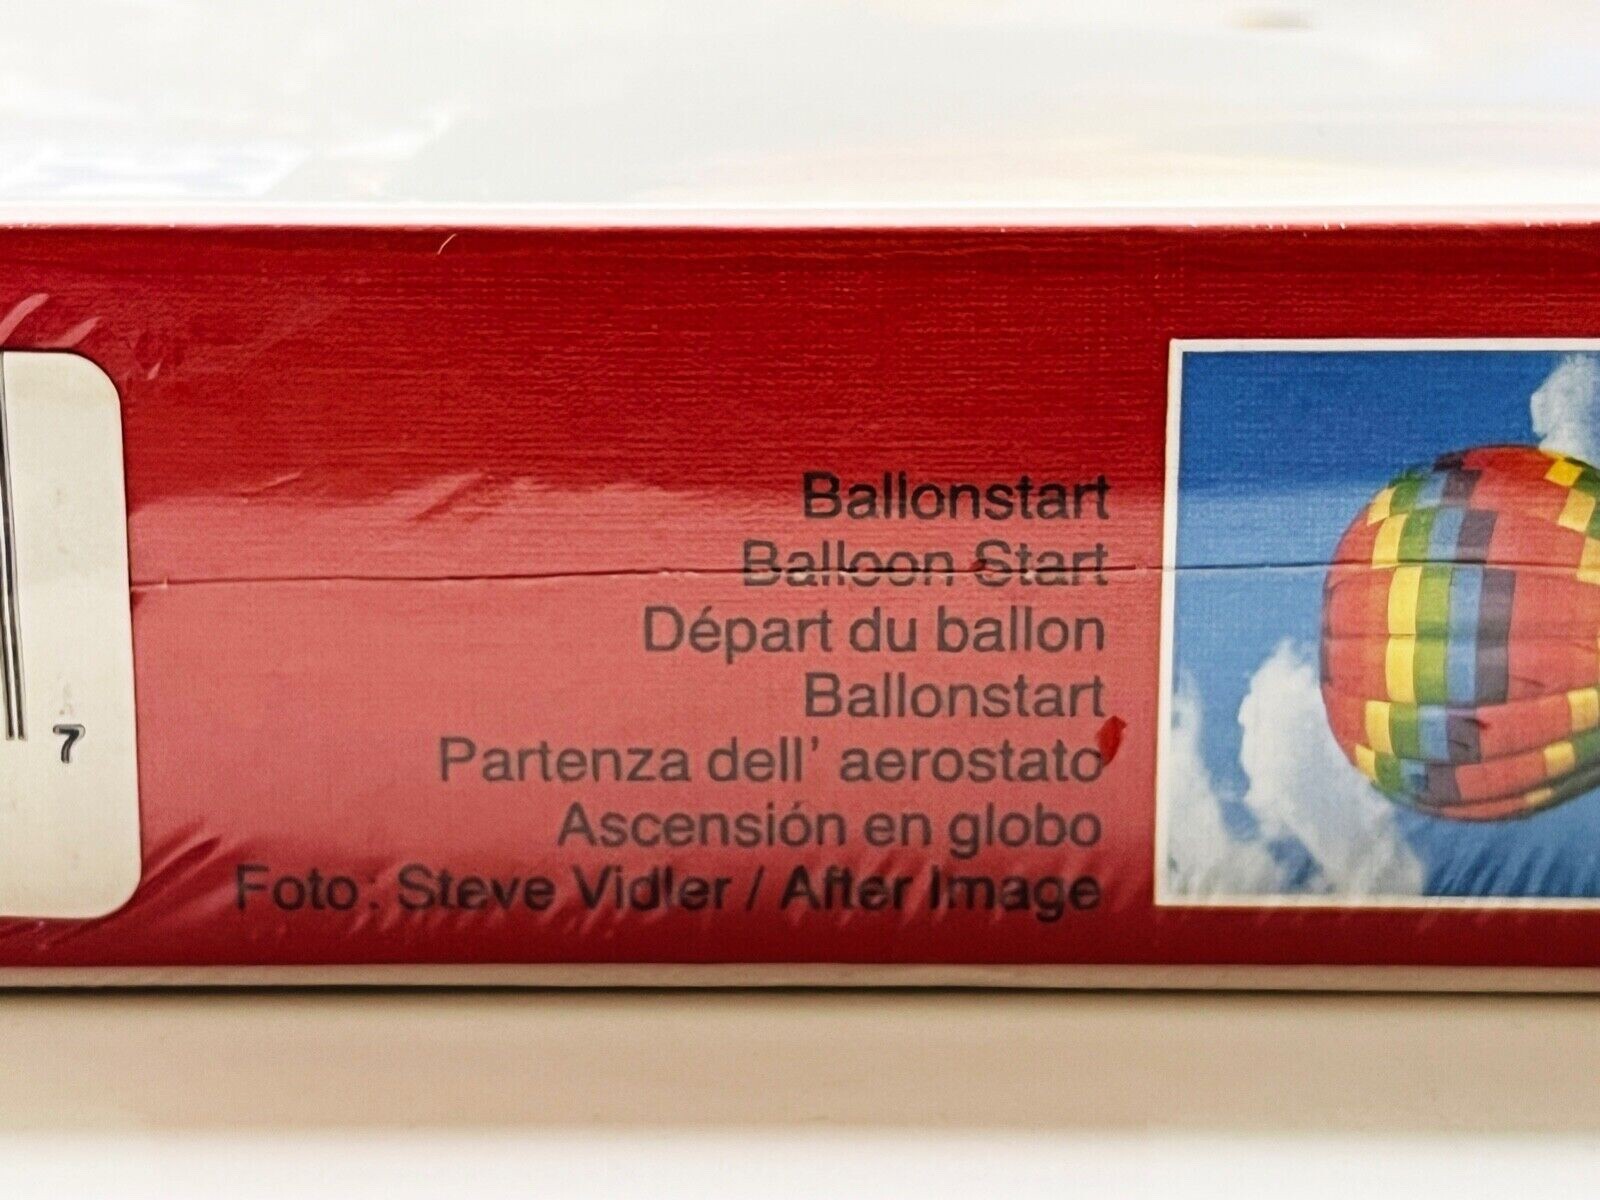 Ballonstart
Balloon Start
Départ du ballon
Ballonstart
Partenza dell' aerostato
Ascensión en globo
Foto: Steve Vidler / After Image
7